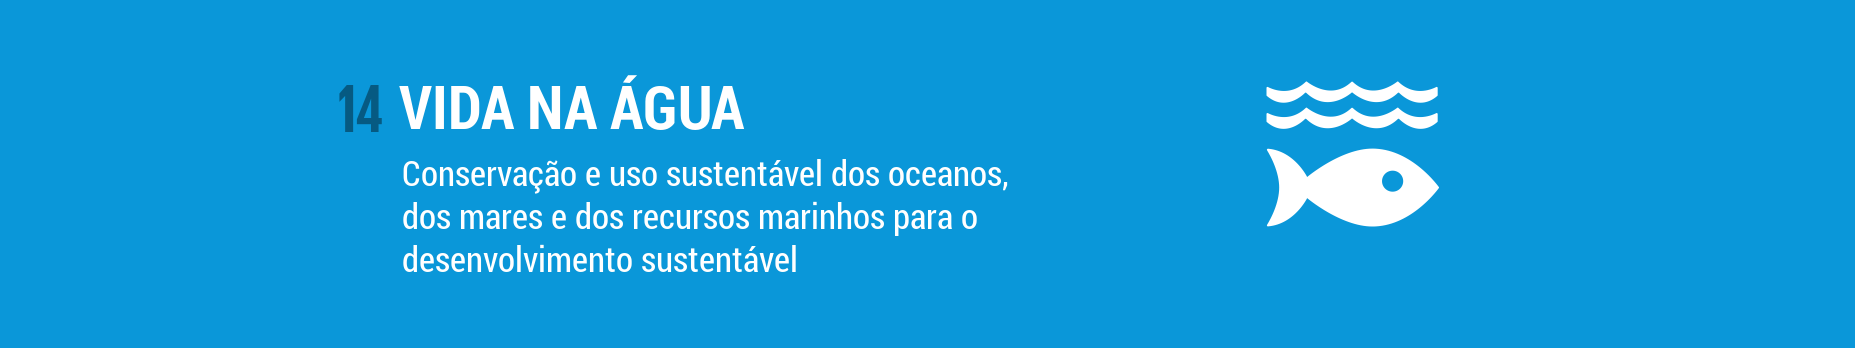 14 VIDA NA ÁGUA
Conservação e uso sustentável dos oceanos,
dos mares e dos recursos marinhos para o
desenvolvimento sustentável